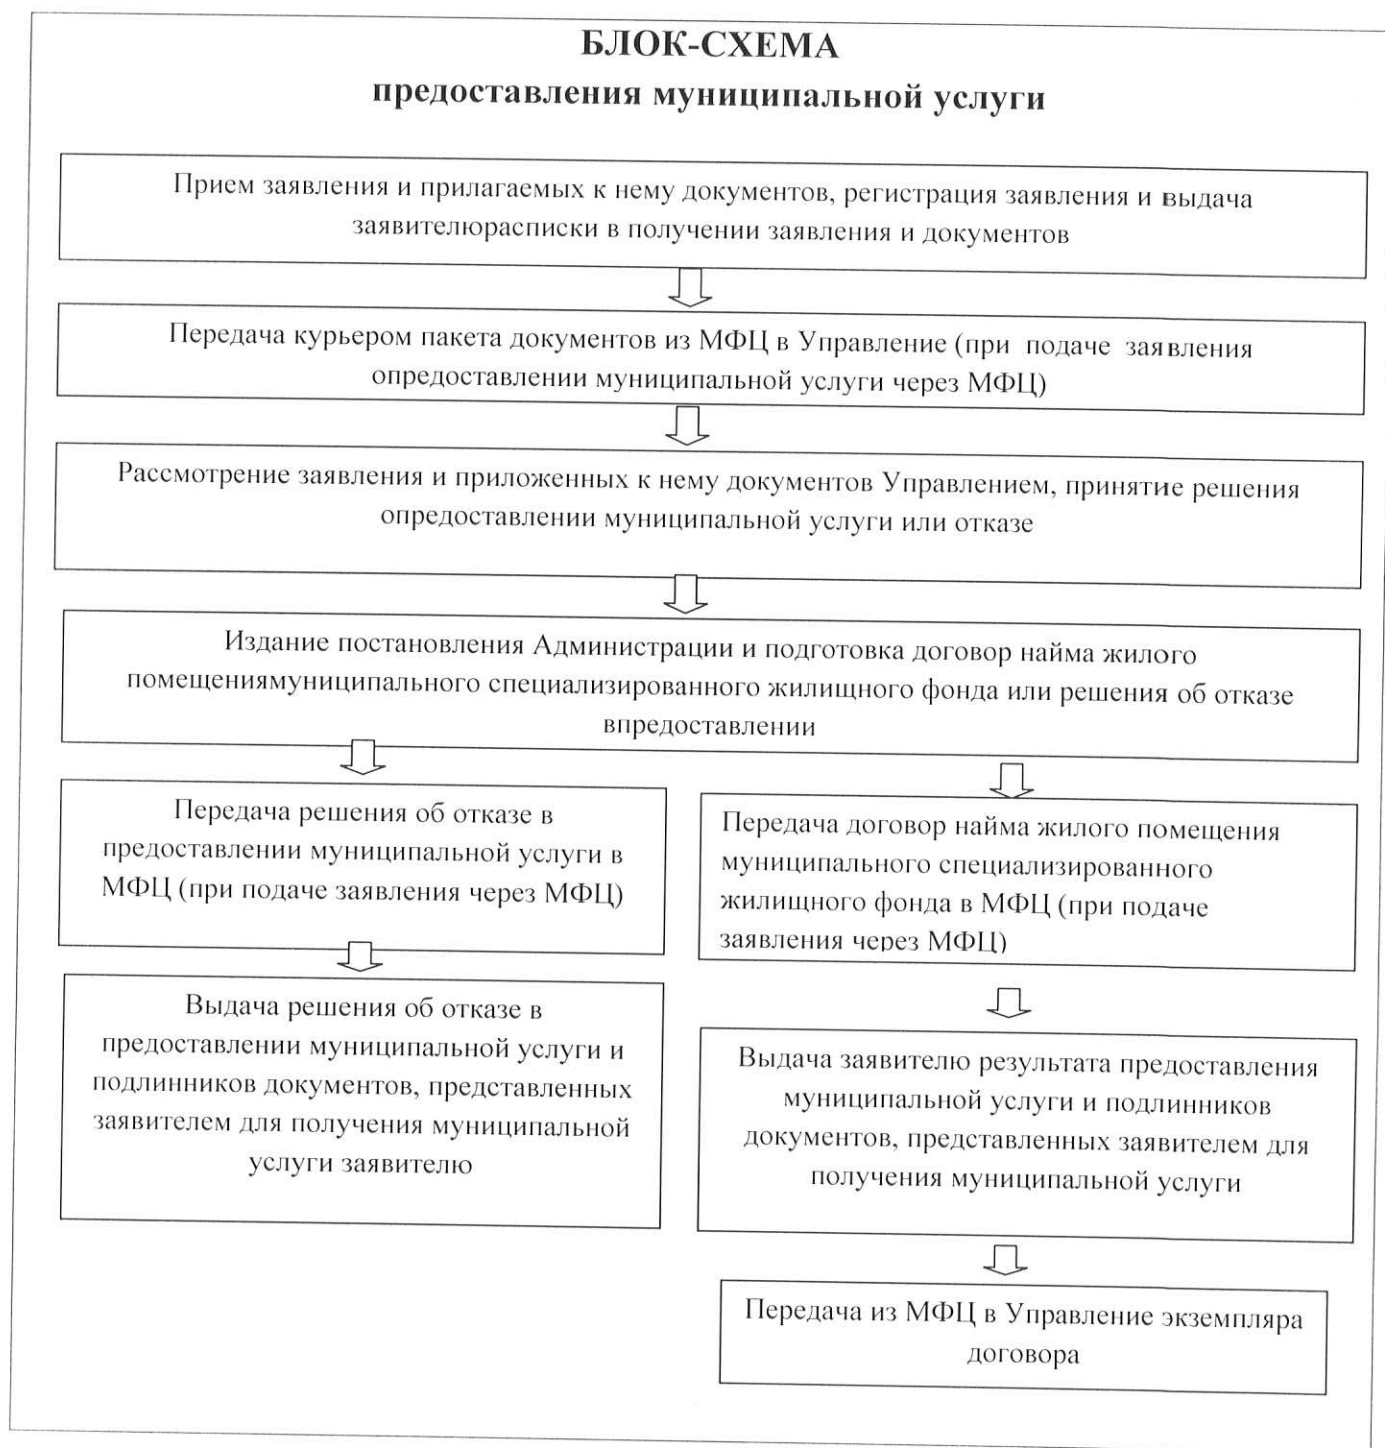 БЛОК-СХЕМА
предоставления муниципальной услуги
Прием заявления и прилагаемых к нему документов, регистрация заявления и выдача
заявителюрасписки в получении заявления и документов
Передача курьером пакета документов из МФЦ в Управление (при подаче заявления
опредоставлении муниципальной услуги через МФЦ)
Рассмотрение заявления и приложенных к нему документов Управлением, принятие решения
опредоставлении муниципальной услуги или отказе
Издание постановления Администрации и подготовка договор найма жилого
помещениямуниципального специализированного жилищного фонда или решения об отказе
впредоставлении
Передача решения об отказе в
предоставлении муниципальной услуги в
МФЦ (при подаче заявления через МФЦ)
Передача договор найма жилого помещения
муниципального специализированного
жилищного фонда в МФЦ (при подаче
заявления через МФЦ)
Выдача решения об отказе в
предоставлении муниципальной услуги и
подлинников документов, представленных
заявителем для получения муниципальной
услуги заявителю
Выдача заявителю результата предоставления
муниципальной услуги и подлинников
документов, представленных заявителем для
получения муниципальной услуги
Передача из МФЦ в Управление экземпляра
договора